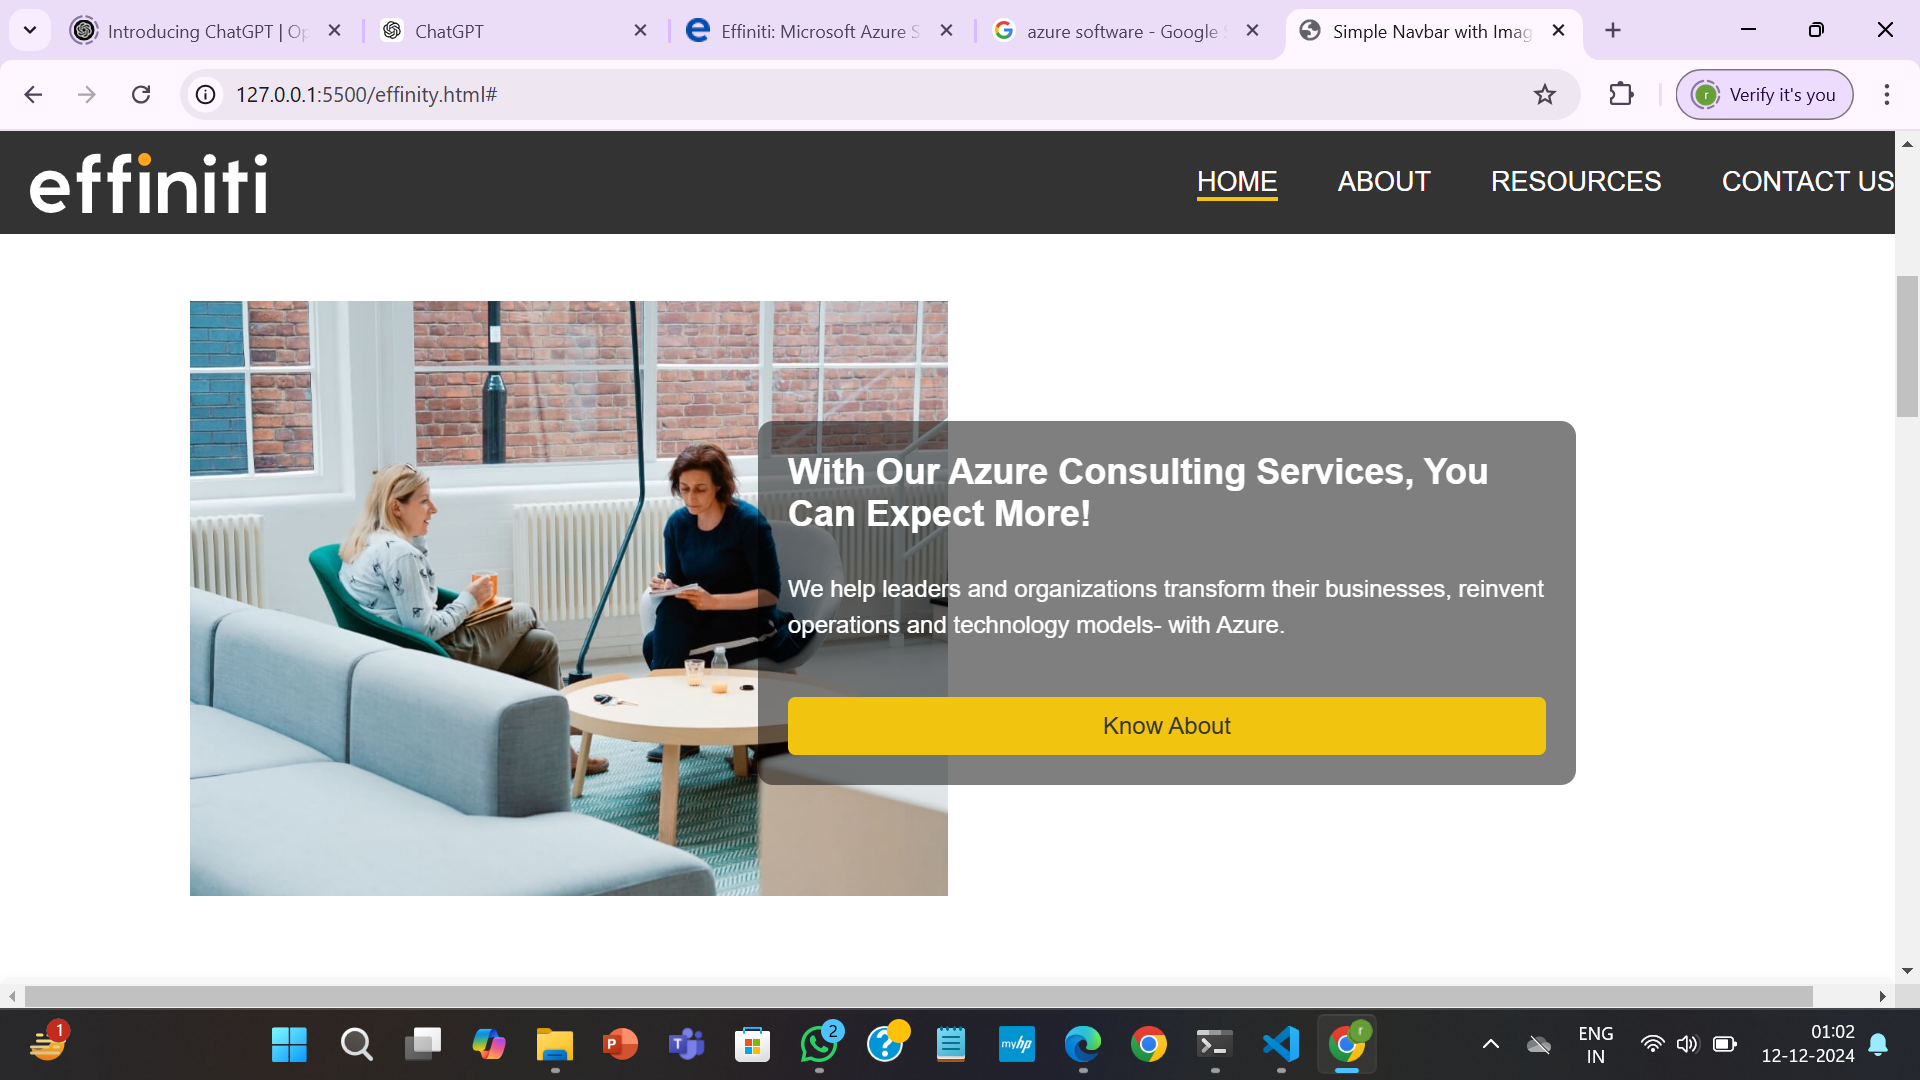 Introducing ChatGPT | Op
ChatGPT
Effiniti: Microsoft Azure S
azure software - Google S
Simple Navbar with Imag
127.0.0.1:5500/effinity.html#
r
Verify it's you
effiniti
HOME
ABOUT
RESOURCES
CONTACT US
With Our Azure Consulting Services, You
Can Expect More!
We help leaders and organizations transform their businesses, reinvent
operations and technology models- with Azure.
Know About
1
P
T
2
?
myhp
r
ENG
IN
01:02
12-12-2024